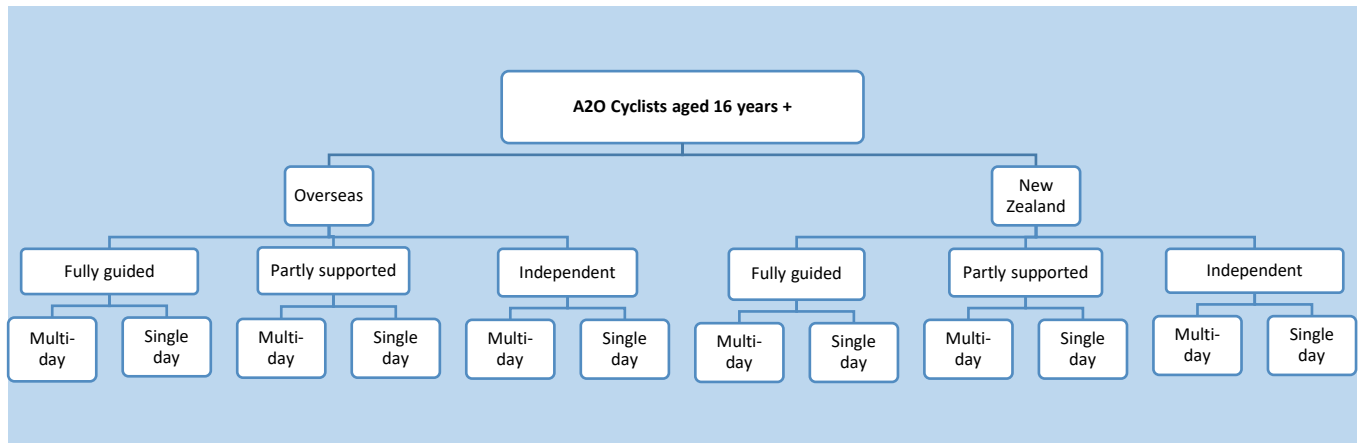 A2O Cyclists aged 16 years +
Overseas
New
Zealand
Fully guided
Partly supported
Independent
Fully guided
Partly supported
Independent
Multi-
day
Single
day
Multi-
day
Single
day
Multi-
day
Single
day
Multi-
day
Single
day
Multi-
day
Single
day
Multi-
day
Single
day